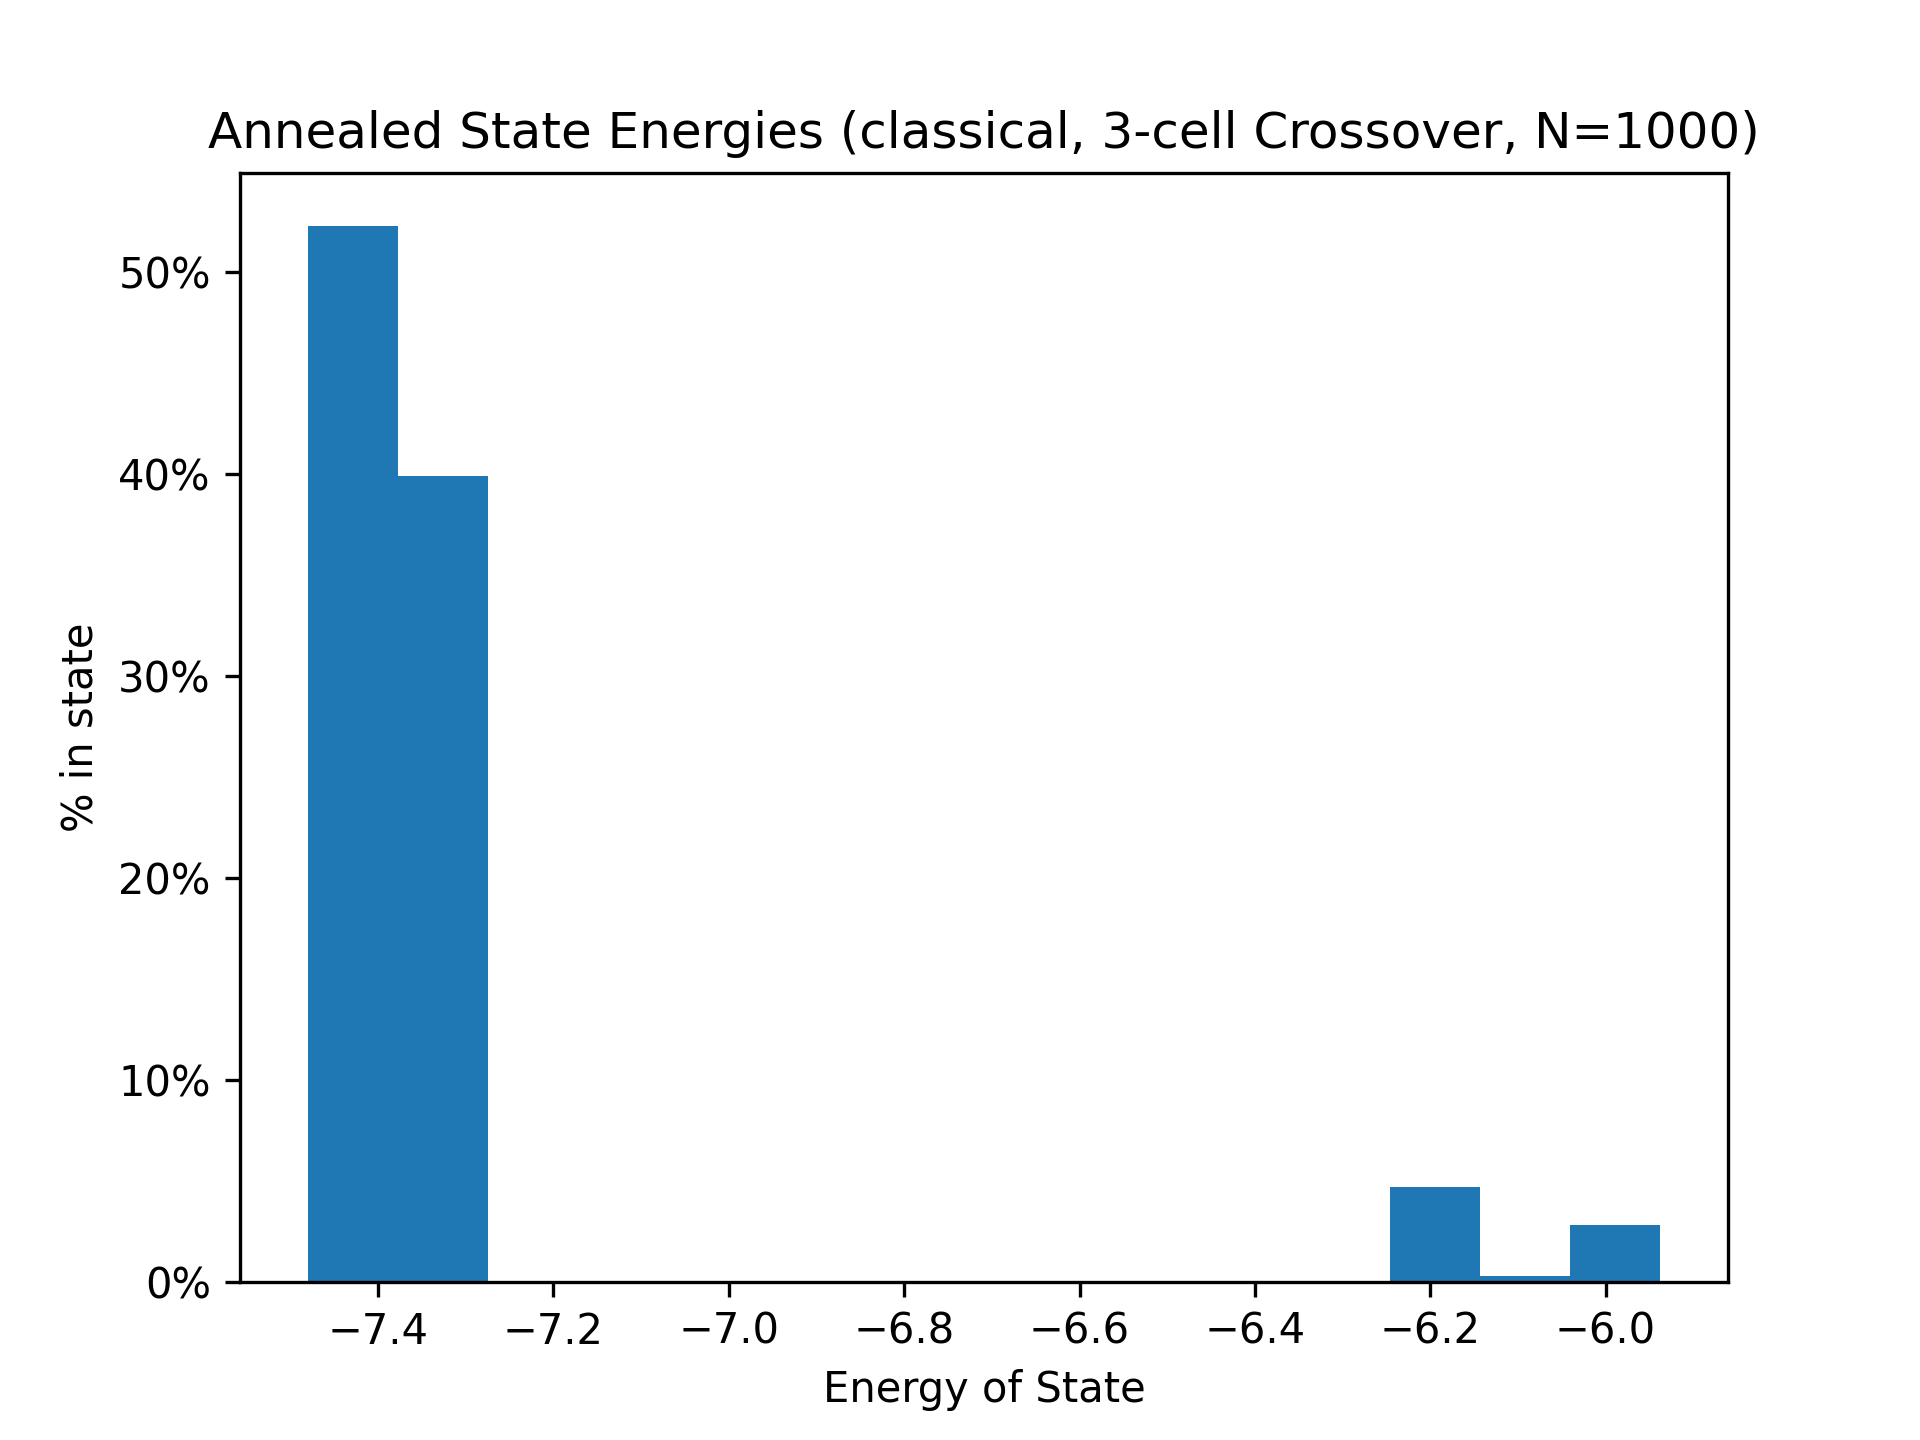 Annealed State Energies (classical, 3-cell Crossover, N=1000)
% in state
50%
40%
30%
20%
10%
0%
−7.4 −7.2 −7.0 −6.8 −6.6 −6.4 −6.2 −6.0
Energy of State